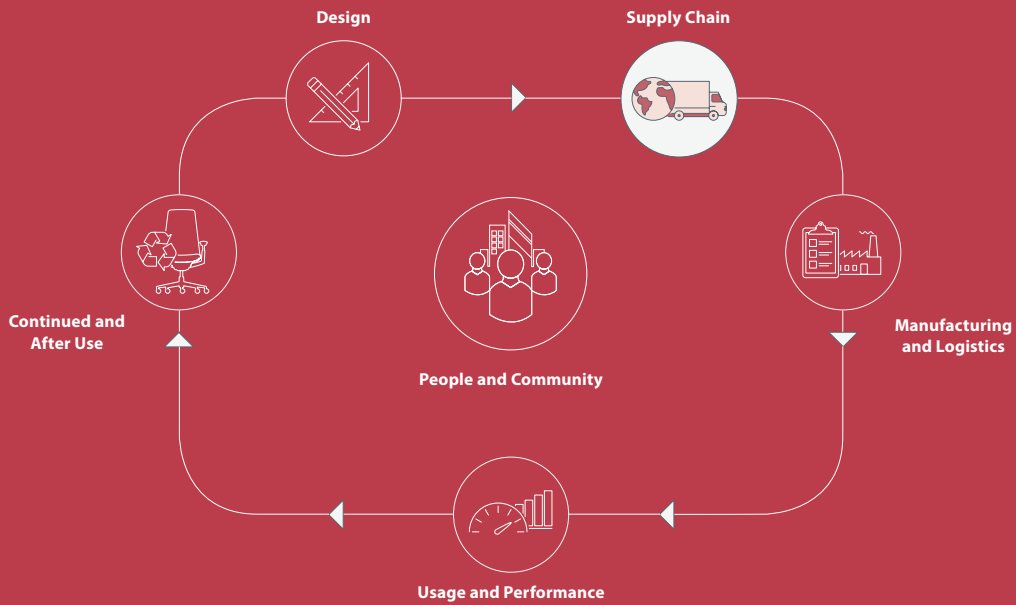 Design
Supply Chain
Continued and
After Use
Manufacturing
and Logistics
People and Community
Usage and Performance